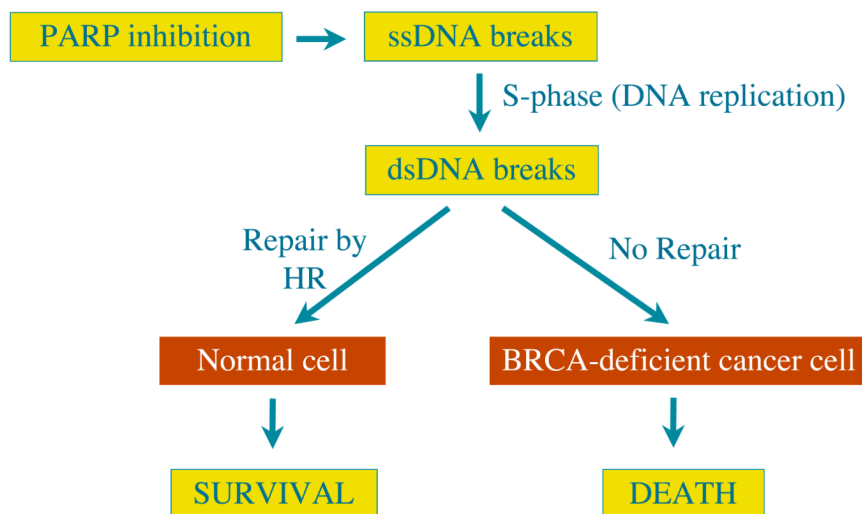 PARP inhibition
ssDNA breaks
S-phase (DNA replication)
dsDNA breaks
Repair by
HR
No Repair
Normal cell
BRCA-deficient cancer cell
SURVIVAL
DEATH